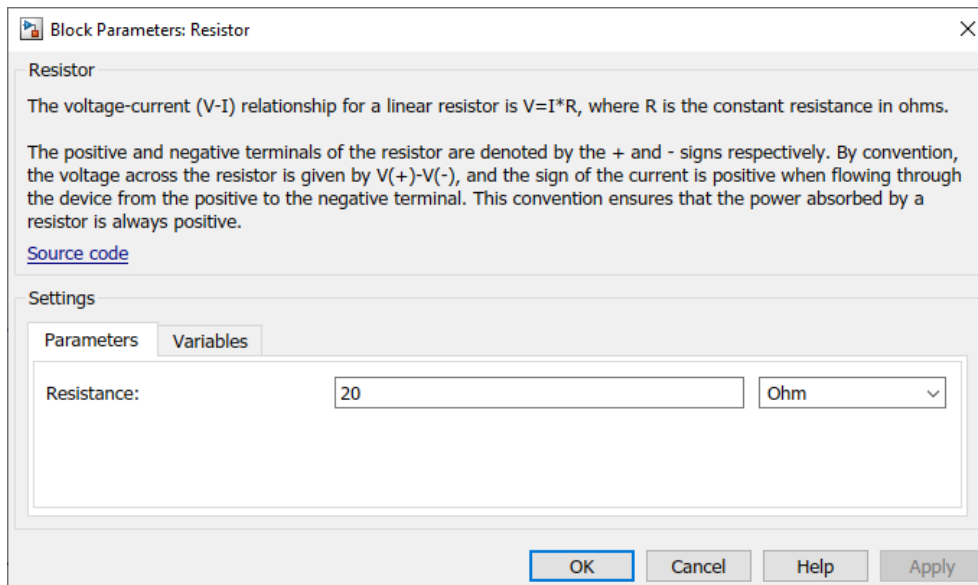 Block Parameters: Resistor
Resistor
The voltage-current (V-I) relationship for a linear resistor is V=I*R, where R is the constant resistance in ohms.
The positive and negative terminals of the resistor are denoted by the + and - signs respectively. By convention,
the voltage across the resistor is given by V(+)-V(-), and the sign of the current is positive when flowing through
the device from the positive to the negative terminal. This convention ensures that the power absorbed by a
resistor is always positive.
Source code
Settings
Parameters Variables
Resistance: 20 Ohm
OK Cancel Help Apply